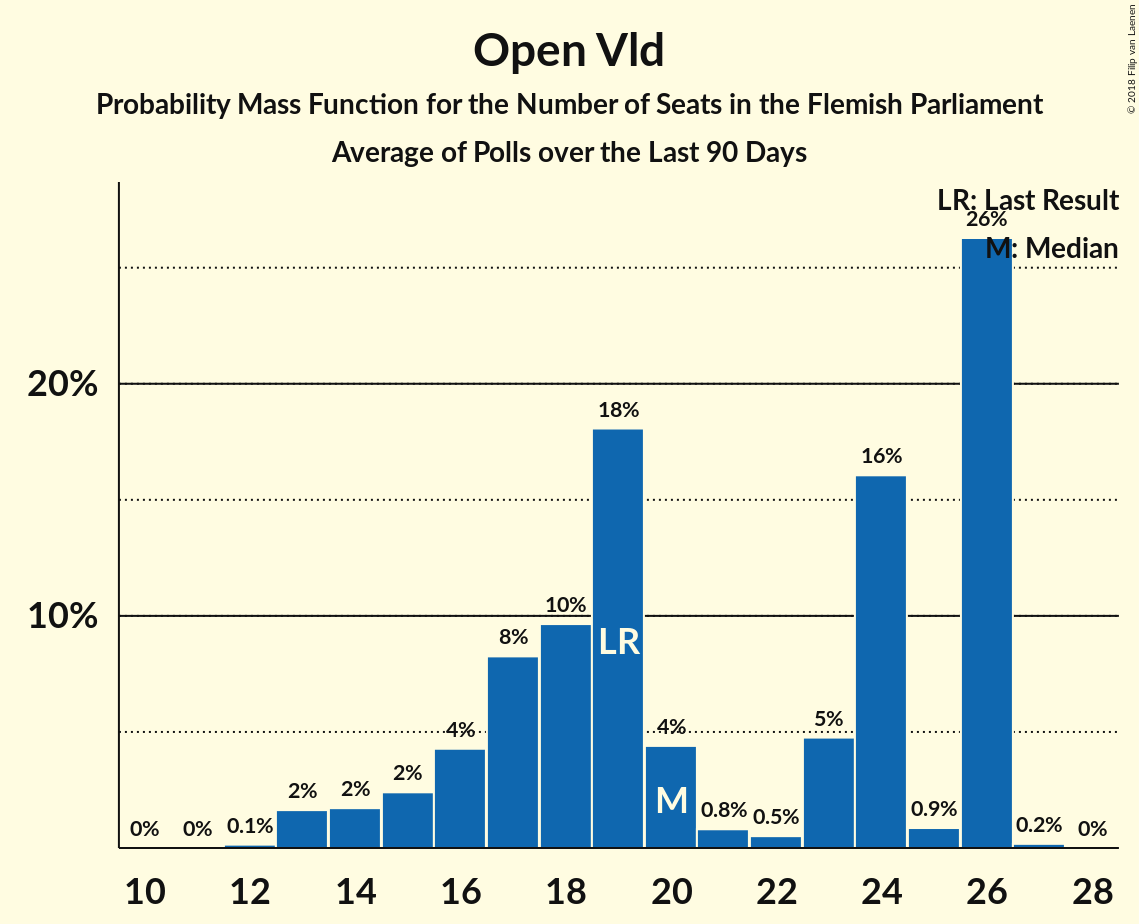 Open Vld
Probability Mass Function for the Number of Seats in the Flemish Parliament
Average of Polls over the Last 90 Days
© 2018 Filip van Laenen
LR: Last Result
M: Median
20%
10%
0%
0%
0.1%
2%
2%
2%
4%
8%
10%
18%
4%
0.8%
0.5%
5%
16%
0.9%
26%
0.2%
0%
LR
M
10 12 14 16 18 20 22 24 26 28